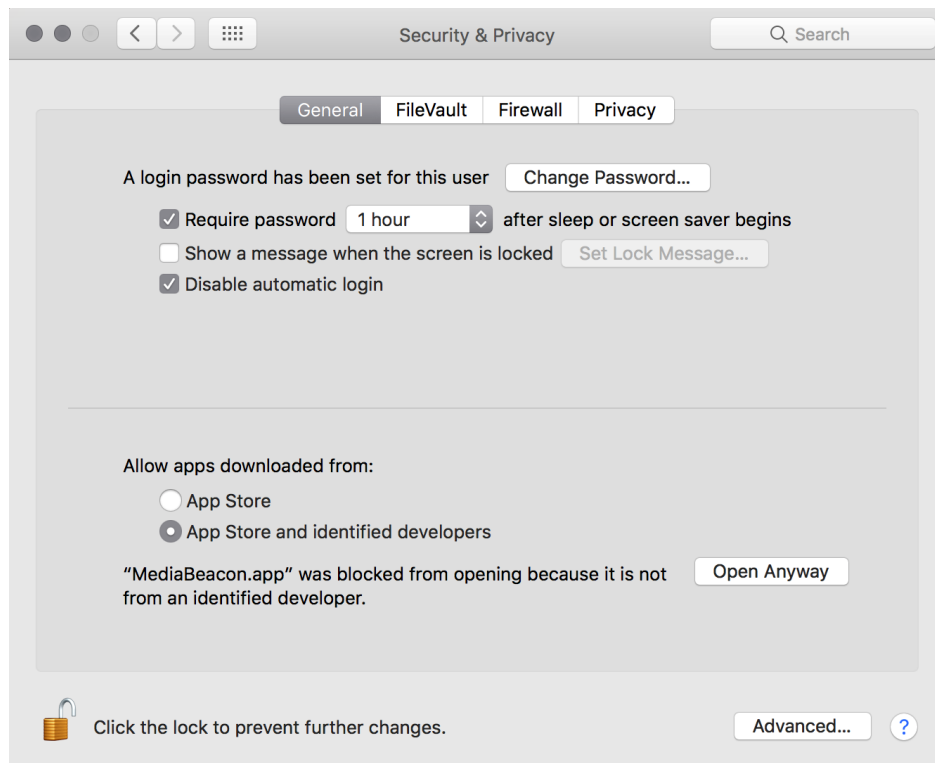 Security & Privacy
Search
General FileVault Firewall Privacy
A login password has been set for this user Change Password...
Require password 1 hour after sleep or screen saver begins
Show a message when the screen is locked Set Lock Message...
Disable automatic login
Allow apps downloaded from:
App Store
App Store and identified developers
“MediaBeacon.app” was blocked from opening because it is not Open Anyway
from an identified developer.
Click the lock to prevent further changes. Advanced... ?